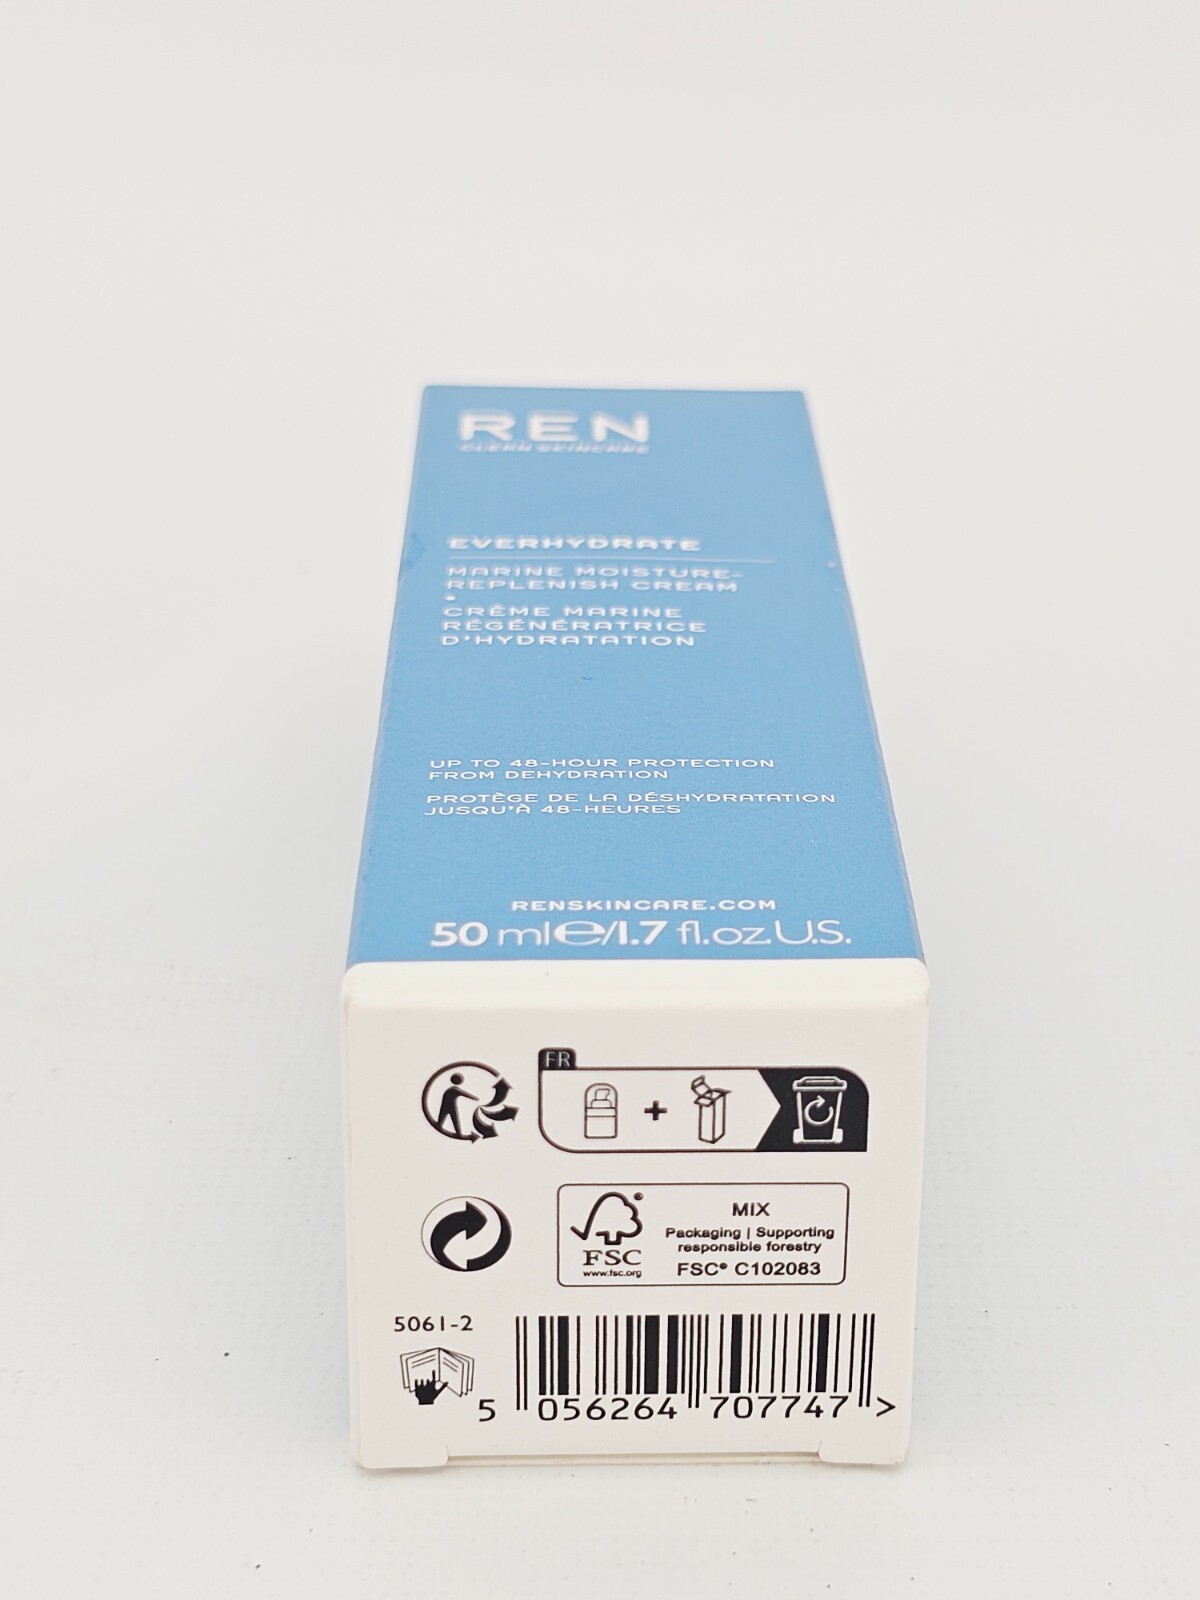 REN
CLEAN SKINCARE
EVERHYDRATE
MARINE MOISTURE-
REPLENISH CREAM
•
CRÈME MARINE
RÉGÉNÉRATRICE
D'HYDRATATION
UP TO 48-HOUR PROTECTION
FROM DEHYDRATION
PROTÈGE DE LA DÉSHYDRATATION
JUSQU'À 48-HEURES
RENSKINCARE.COM
50 ml℮/1.7 fl.oz.U.S.
FR
+
MIX
Packaging | Supporting
responsible forestry
FSC® C102083
FSC
www.fsc.org
5061-2
5 056264 707747 >